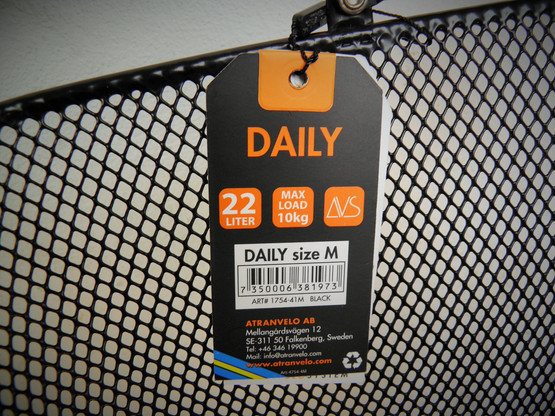 DAILY
22
LITER
MAX
LOAD
10kg
AVS
DAILY size M
7 350006 381973
ART# 1754-41M BLACK
ATRANVELO AB
Mellangårdsvägen 12
SE-311 50 Falkenberg, Sweden
Tel: +46 346 19900
Mail: info@atranvelo.com
www.atranvelo.com